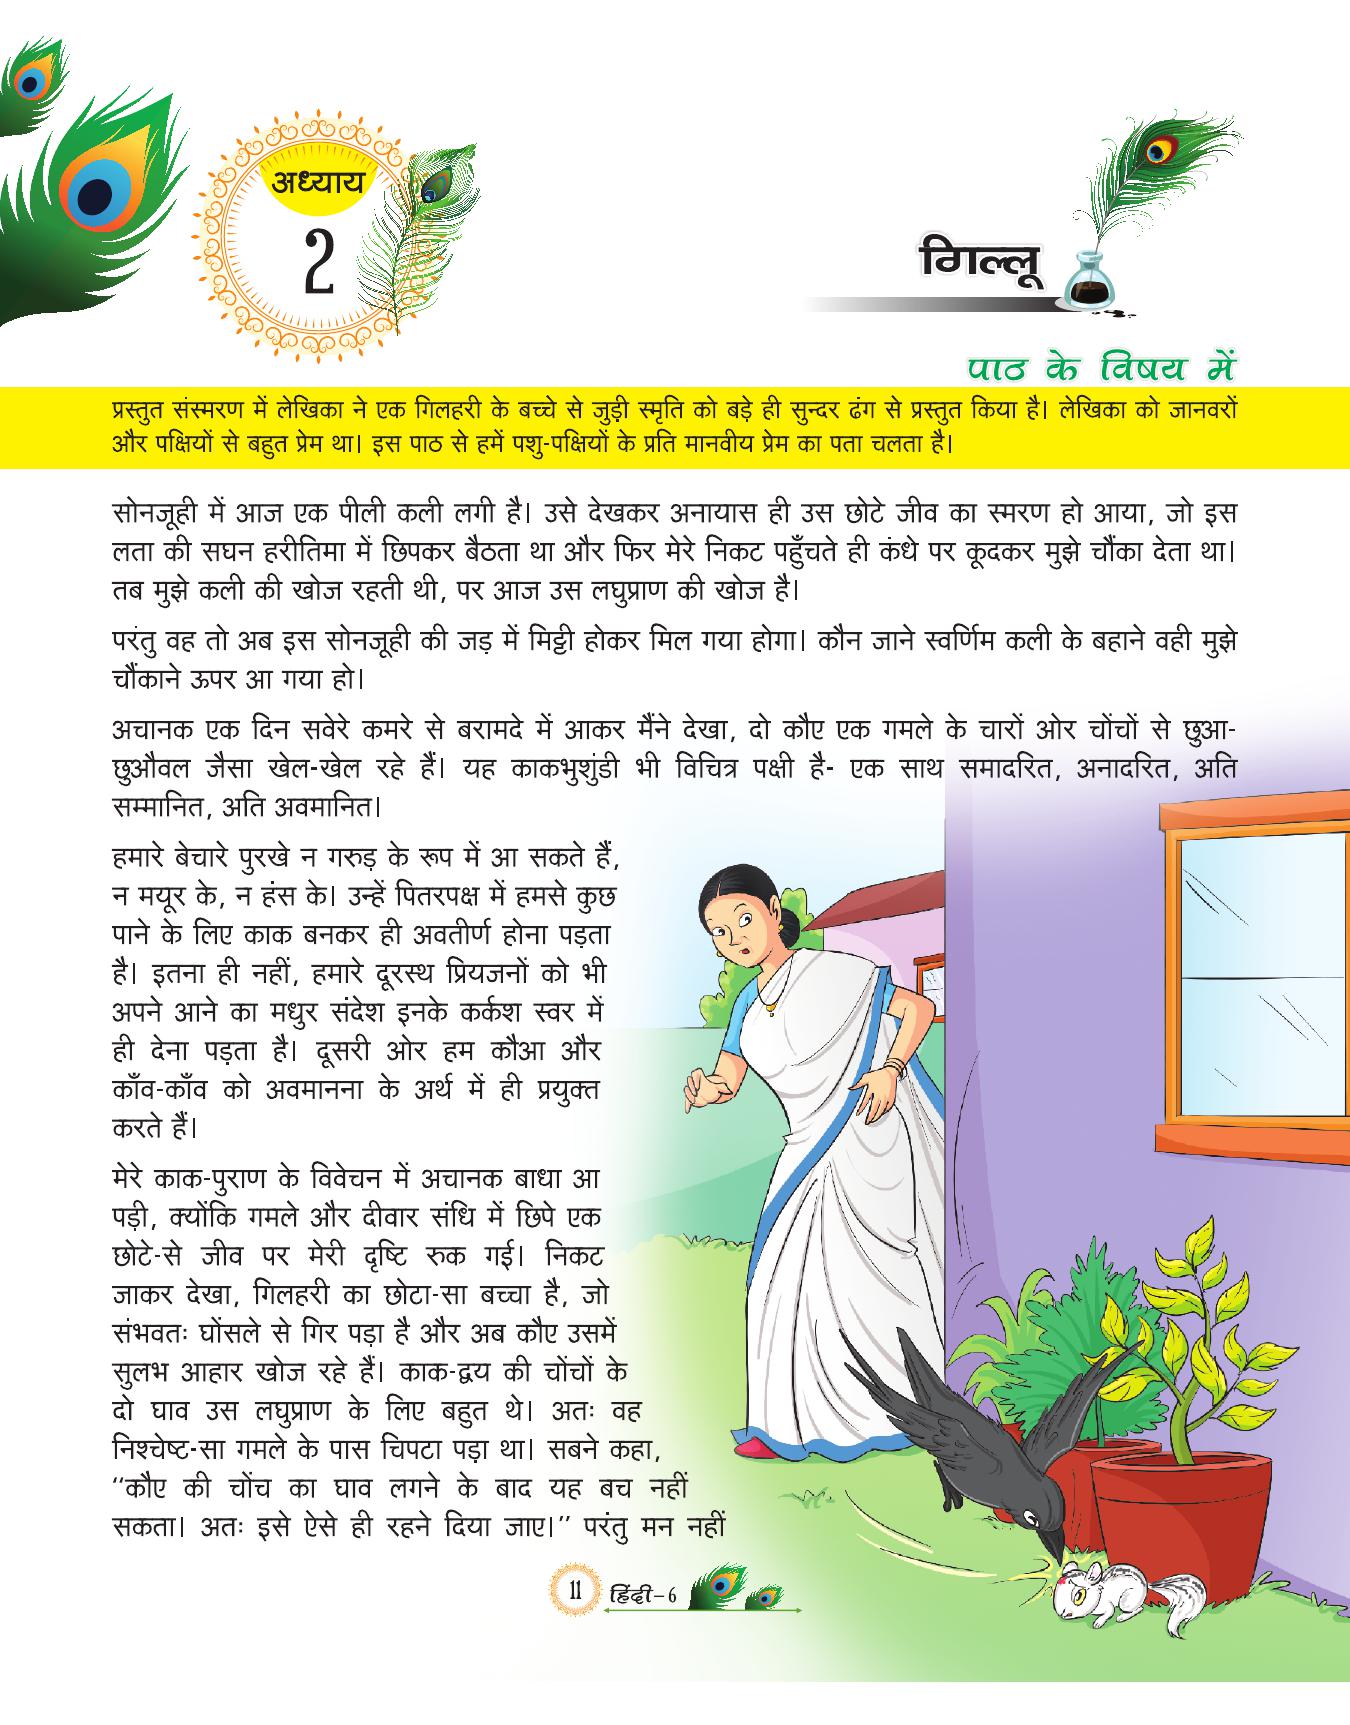 अध्याय
2
गिल्लू
पाठ के विषय में
प्रस्तुत संस्मरण में लेखिका ने एक गिलहरी के बच्चे से जुड़ी स्मृति को बड़े ही सुन्दर ढंग से प्रस्तुत किया है। लेखिका को जानवरों
और पक्षियों से बहुत प्रेम था। इस पाठ से हमें पशु-पक्षियों के प्रति मानवीय प्रेम का पता चलता है।
सोनजूही में आज एक पीली कली लगी है। उसे देखकर अनायास ही उस छोटे जीव का स्मरण हो आया, जो इस
लता की सघन हरीतिमा में छिपकर बैठता था और फिर मेरे निकट पहुँचते ही कंधे पर कूदकर मुझे चौंका देता था।
तब मुझे कली की खोज रहती थी, पर आज उस लघुप्राण की खोज है।
परंतु वह तो अब इस सोनजूही की जड़ में मिट्टी होकर मिल गया होगा। कौन जाने स्वर्णिम कली के बहाने वही मुझे
चौंकाने ऊपर आ गया हो।
अचानक एक दिन सवेरे कमरे से बरामदे में आकर मैंने देखा, दो कौए एक गमले के चारों ओर चोंचों से छुआ-
छुऔवल जैसा खेल-खेल रहे हैं। यह काकभुशुंडी भी विचित्र पक्षी है- एक साथ समादरित, अनादरित, अति
सम्मानित, अति अवमानित।
हमारे बेचारे पुरखे न गरुड़ के रूप में आ सकते हैं,
न मयूर के, न हंस के। उन्हें पितरपक्ष में हमसे कुछ
पाने के लिए काक बनकर ही अवतीर्ण होना पड़ता
है। इतना ही नहीं, हमारे दूरस्थ प्रियजनों को भी
अपने आने का मधुर संदेश इनके कर्कश स्वर में
ही देना पड़ता है। दूसरी ओर हम कौआ और
काँव-काँव को अवमानना के अर्थ में ही प्रयुक्त
करते हैं।
मेरे काक-पुराण के विवेचन में अचानक बाधा आ
पड़ी, क्योंकि गमले और दीवार संधि में छिपे एक
छोटे-से जीव पर मेरी दृष्टि रुक गई। निकट
जाकर देखा, गिलहरी का छोटा-सा बच्चा है, जो
संभवतः घोंसले से गिर पड़ा है और अब कौए उसमें
सुलभ आहार खोज रहे हैं। काक-द्वय की चोंचों के
दो घाव उस लघुप्राण के लिए बहुत थे। अतः वह
निश्चेष्ट-सा गमले के पास चिपटा पड़ा था। सबने कहा,
‘‘कौए की चोंच का घाव लगने के बाद यह बच नहीं
सकता। अतः इसे ऐसे ही रहने दिया जाए।’’ परंतु मन नहीं
11 हिंदी–6